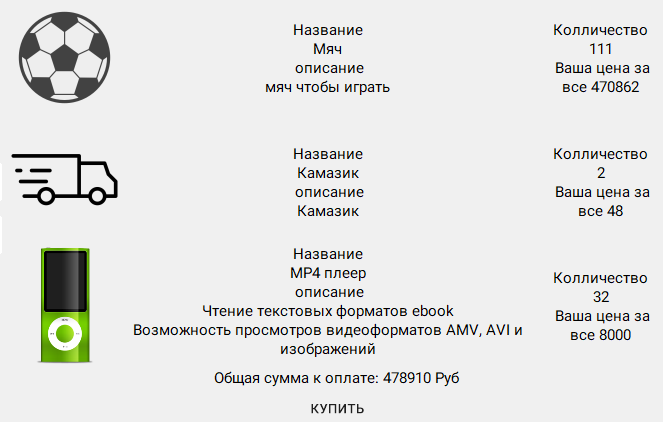 Название
Мяч
описание
мяч чтобы играть
Колличество
111
Ваша цена за
все 470862
Название
Камазик
описание
Камазик
Колличество
2
Ваша цена за
все 48
Название
MP4 плеер
описание
Чтение текстовых форматов ebook
Возможность просмотров видеоформатов AMV, AVI и
изображений
Колличество
32
Ваша цена за
все 8000
Общая сумма к оплате: 478910 Руб
КУПИТЬ